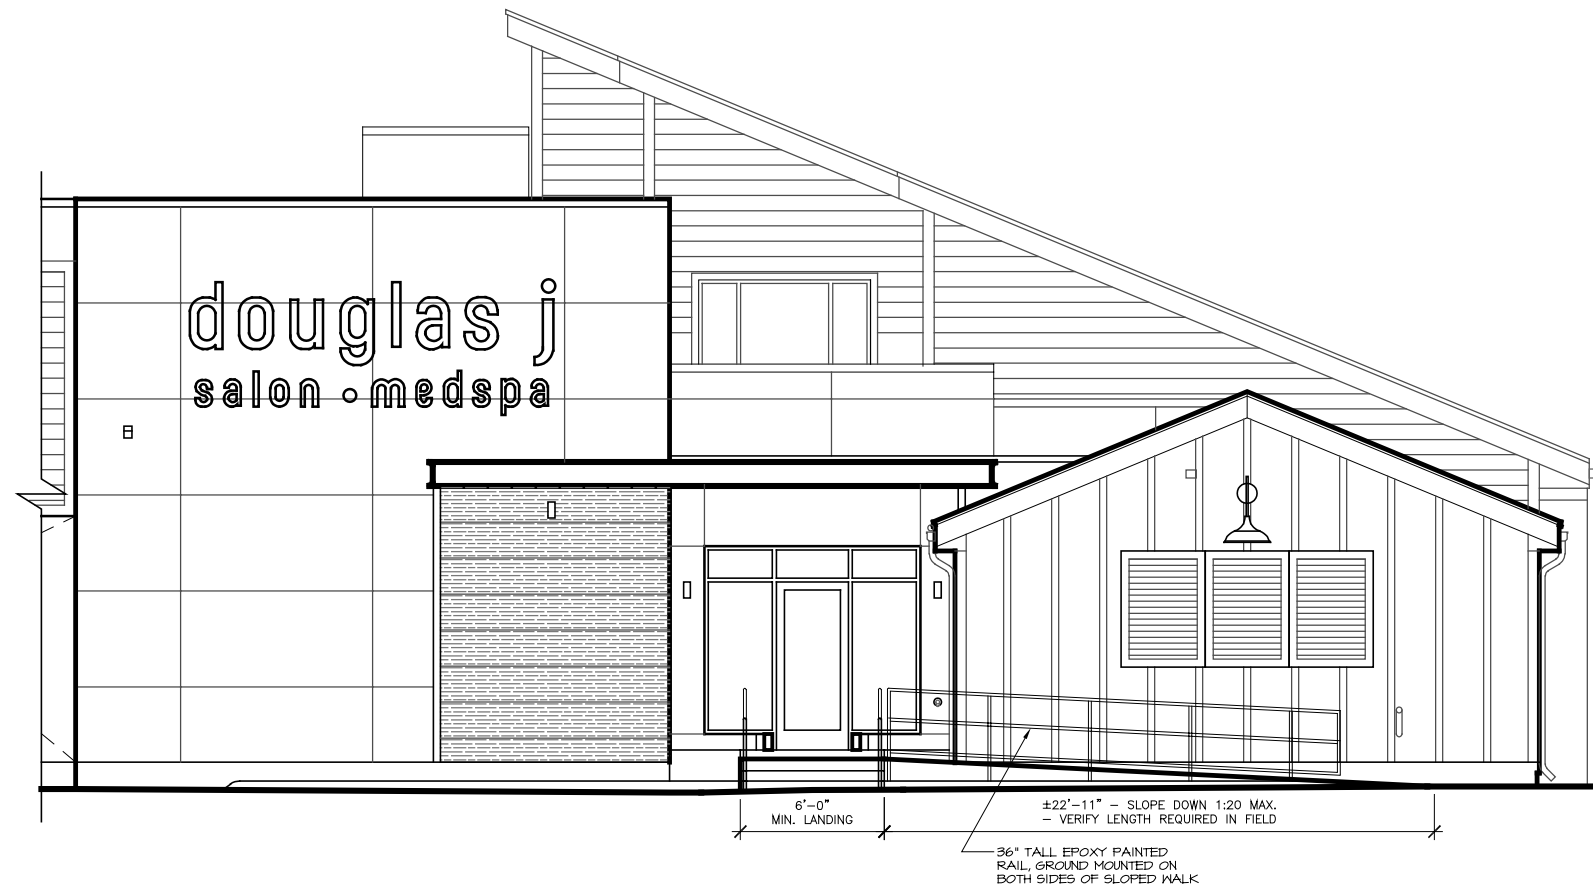 douglas j
salon • medspa
6'-0"
MIN. LANDING
±22'-11" - SLOPE DOWN 1:20 MAX.
- VERIFY LENGTH REQUIRED IN FIELD
36" TALL EPOXY PAINTED
RAIL, GROUND MOUNTED ON
BOTH SIDES OF SLOPED WALK